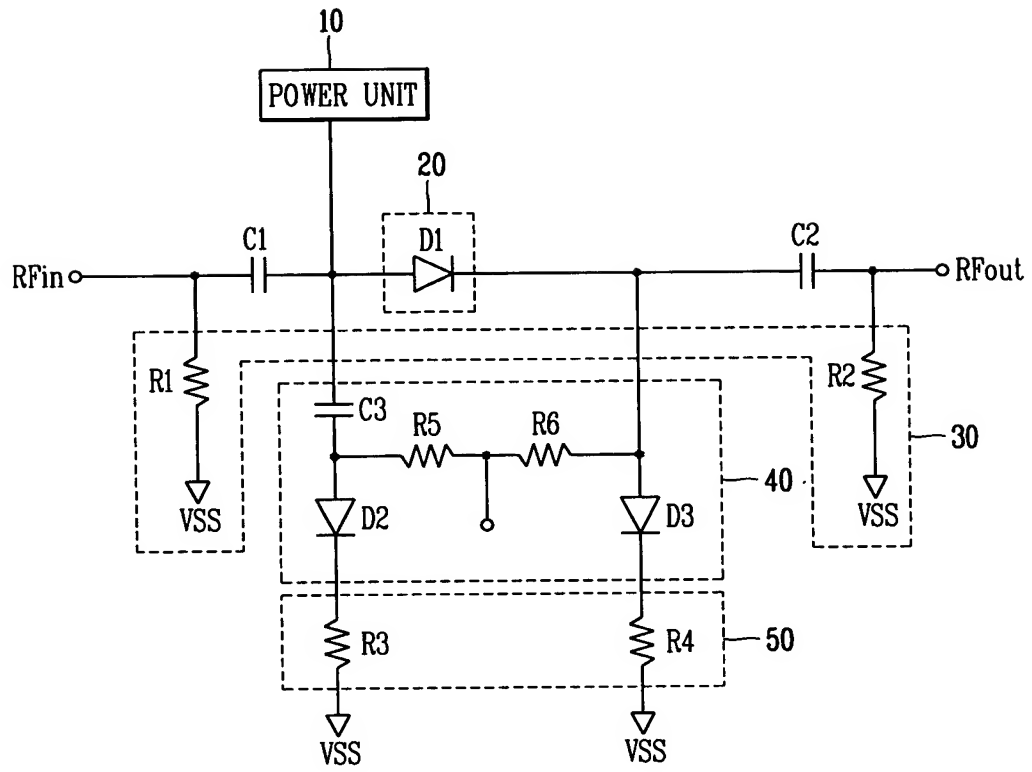 10
POWER UNIT
20
C1
D1
C2
RFin
RFout
R1
R2
C3
R5
R6
30
40
VSS
D2
D3
VSS
R3
R4
50
VSS
VSS